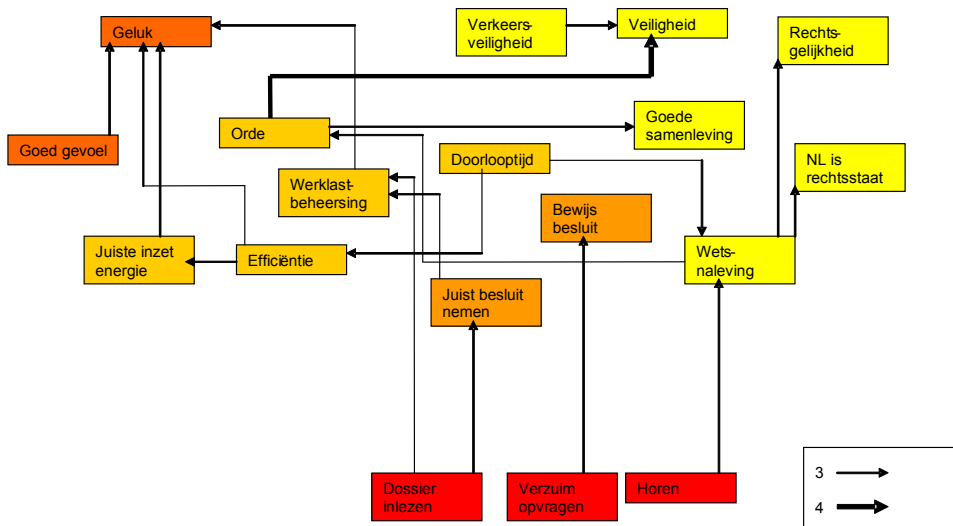 Geluk
Verkeers-
veiligheid
Veiligheid
Rechts-
gelijkheid
Goed gevoel
Orde
Goede
samenleving
Doorlooptijd
NL is
rechtsstaat
Werklast-
beheersing
Bewijs
besluit
Juiste inzet
energie
Efficiëntie
Wets-
naleving
Juist besluit
nemen
Dossier
inlezen
Verzuim
opvragen
Horen
3
4